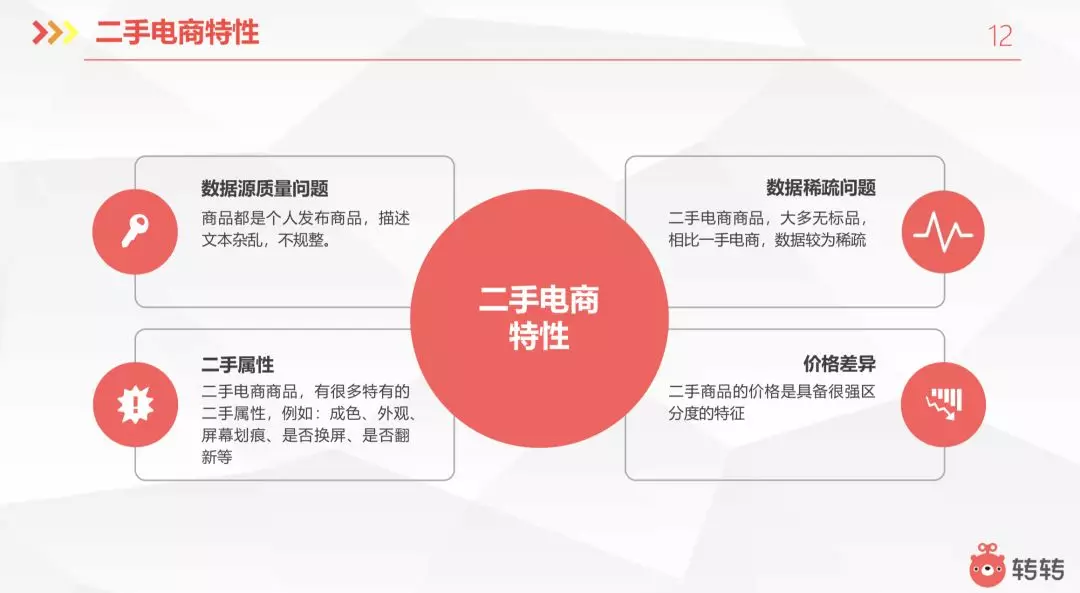 二手电商特性
12
数据源质量问题
商品都是个人发布商品，描述
文本杂乱，不规整。
数据稀疏问题
二手电商商品，大多无标品，
相比一手电商，数据较为稀疏
二手电商
特性
二手属性
二手电商商品，有很多特有的
二手属性，例如：成色、外观、
屏幕划痕、是否换屏、是否翻
新等
价格差异
二手商品的价格是具备很强区
分度的特征
转转